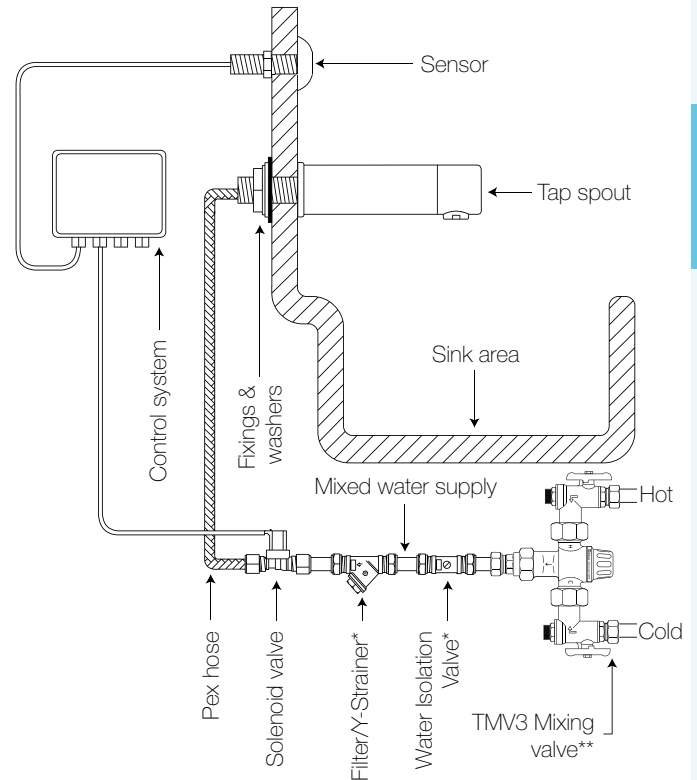 Sensor
Tap spout
Control system
Fixings &
washers
Sink area
Mixed water supply
Hot
Cold
Pex hose
Solenoid valve
Filter/Y-Strainer*
Water Isolation
Valve*
TMV3 Mixing
valve**